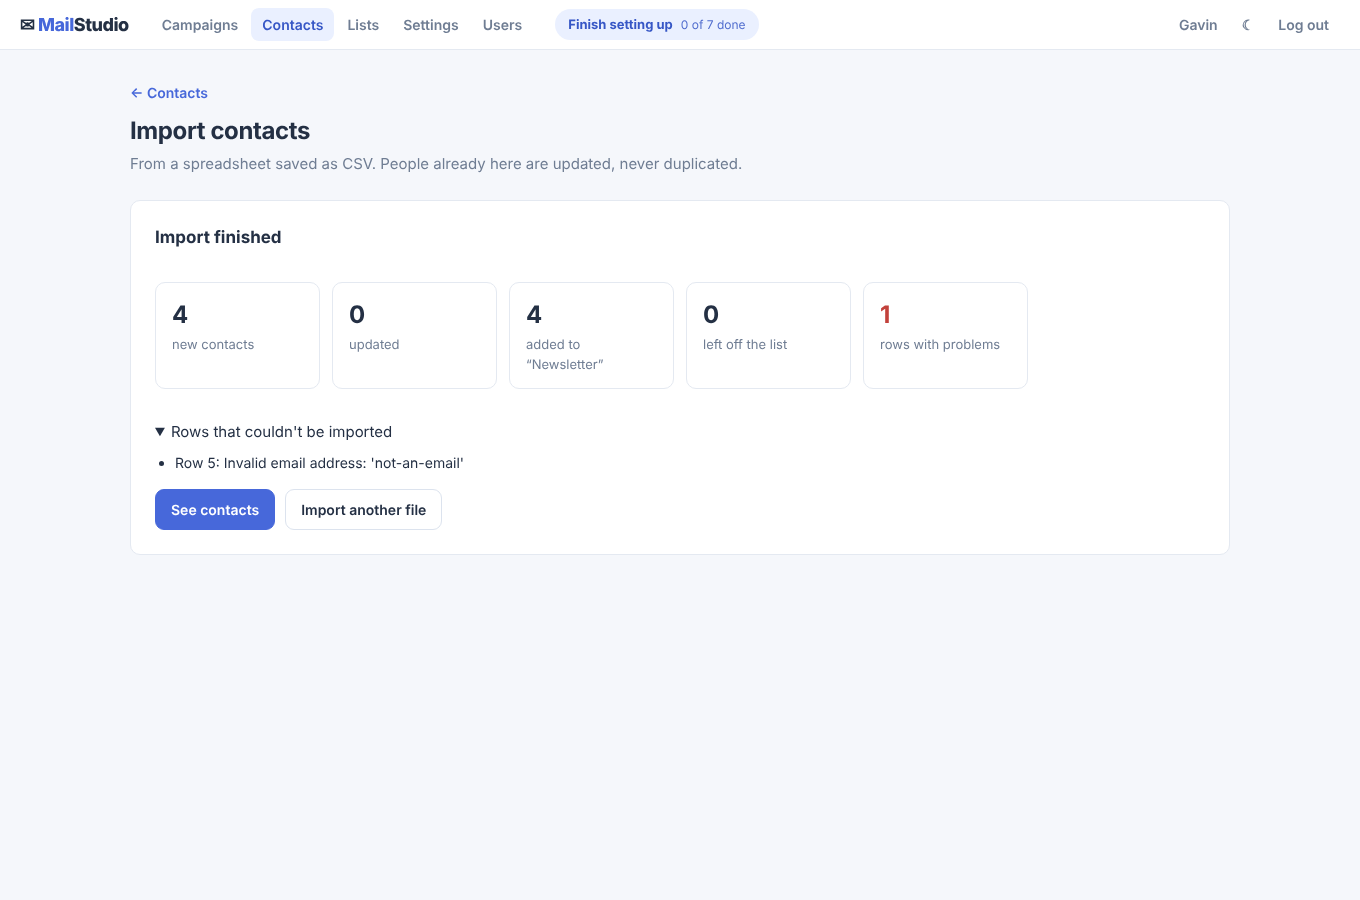 ✉ MailStudio Campaigns Contacts Lists Settings Users Finish setting up 0 of 7 done Gavin ☾ Log out
← Contacts
Import contacts
From a spreadsheet saved as CSV. People already here are updated, never duplicated.
Import finished
4
new contacts
0
updated
4
added to
“Newsletter”
0
left off the list
1
rows with problems
▼ Rows that couldn't be imported
• Row 5: Invalid email address: 'not-an-email'
See contacts
Import another file